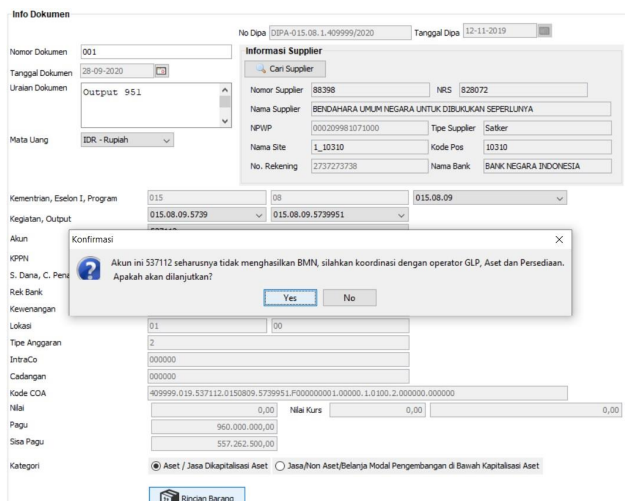 Info Dokumen
No Dipa DIPA-015.08.1.409999/2020 Tanggal Dipa 12-11-2019
Nomor Dokumen 001
Tanggal Dokumen 28-09-2020
Uraian Dokumen Output 951
Mata Uang IDR - Rupiah
Informasi Supplier
Cari Supplier
Nomor Supplier 88398 NRS 828072
Nama Supplier BENDAHARA UMUM NEGARA UNTUK DIBUKUKAN SEPERLUNYA
NPWP 000209981071000 Tipe Supplier Satker
Nama Site 1_10310 Kode Pos 10310
No. Rekening 2737273738 Nama Bank BANK NEGARA INDONESIA
Kementrian, Eselon I, Program 015 08 015.08.09
Kegiatan, Output 015.08.09.5739 015.08.09.5739951
Akun
KPPN
S. Dana, C. Pena
Rek Bank
Kewenangan
Konfirmasi
Akun ini 537112 seharusnya tidak menghasilkan BMN, silahkan koordinasi dengan operator GLP, Aset dan Persediaan.
Apakah akan dilanjutkan?
Yes No
Lokasi 01 00
Tipe Anggaran 2
IntraCo 000000
Cadangan 000000
Kode COA 409999.019.537112.0150809.5739951.F000000001.00000.1.0100.2.000000.000000
Nilai 0,00 Nilai Kurs 0,00 0,00
Pagu 960.000.000,00
Sisa Pagu 557.262.500,00
Kategori Aset / Jasa Dikapitalisasi Aset Jasa/Non Aset/Belanja Modal Pengembangan di Bawah Kapitalisasi Aset
Rincian Barang